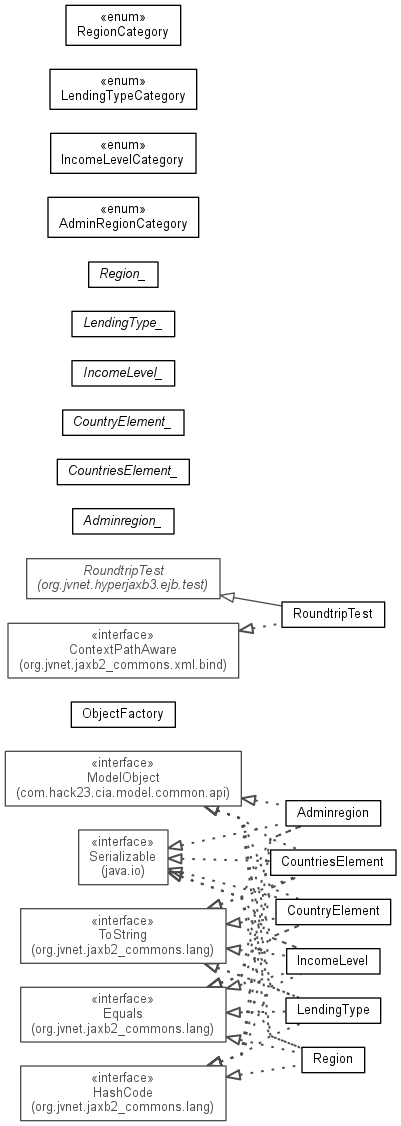 «enum»
RegionCategory
«enum»
LendingTypeCategory
«enum»
IncomeLevelCategory
«enum»
AdminRegionCategory
Region_
LendingType_
IncomeLevel_
CountryElement_
CountriesElement_
Adminregion_
RoundtripTest
(org.jvnet.hyperjaxb3.ejb.test)
RoundtripTest
«interface»
ContextPathAware
(org.jvnet.jaxb2_commons.xml.bind)
ObjectFactory
«interface»
ModelObject
(com.hack23.cia.model.common.api)
Adminregion
«interface»
Serializable
(java.io)
CountriesElement
CountryElement
«interface»
ToString
(org.jvnet.jaxb2_commons.lang)
IncomeLevel
«interface»
Equals
(org.jvnet.jaxb2_commons.lang)
LendingType
Region
«interface»
HashCode
(org.jvnet.jaxb2_commons.lang)